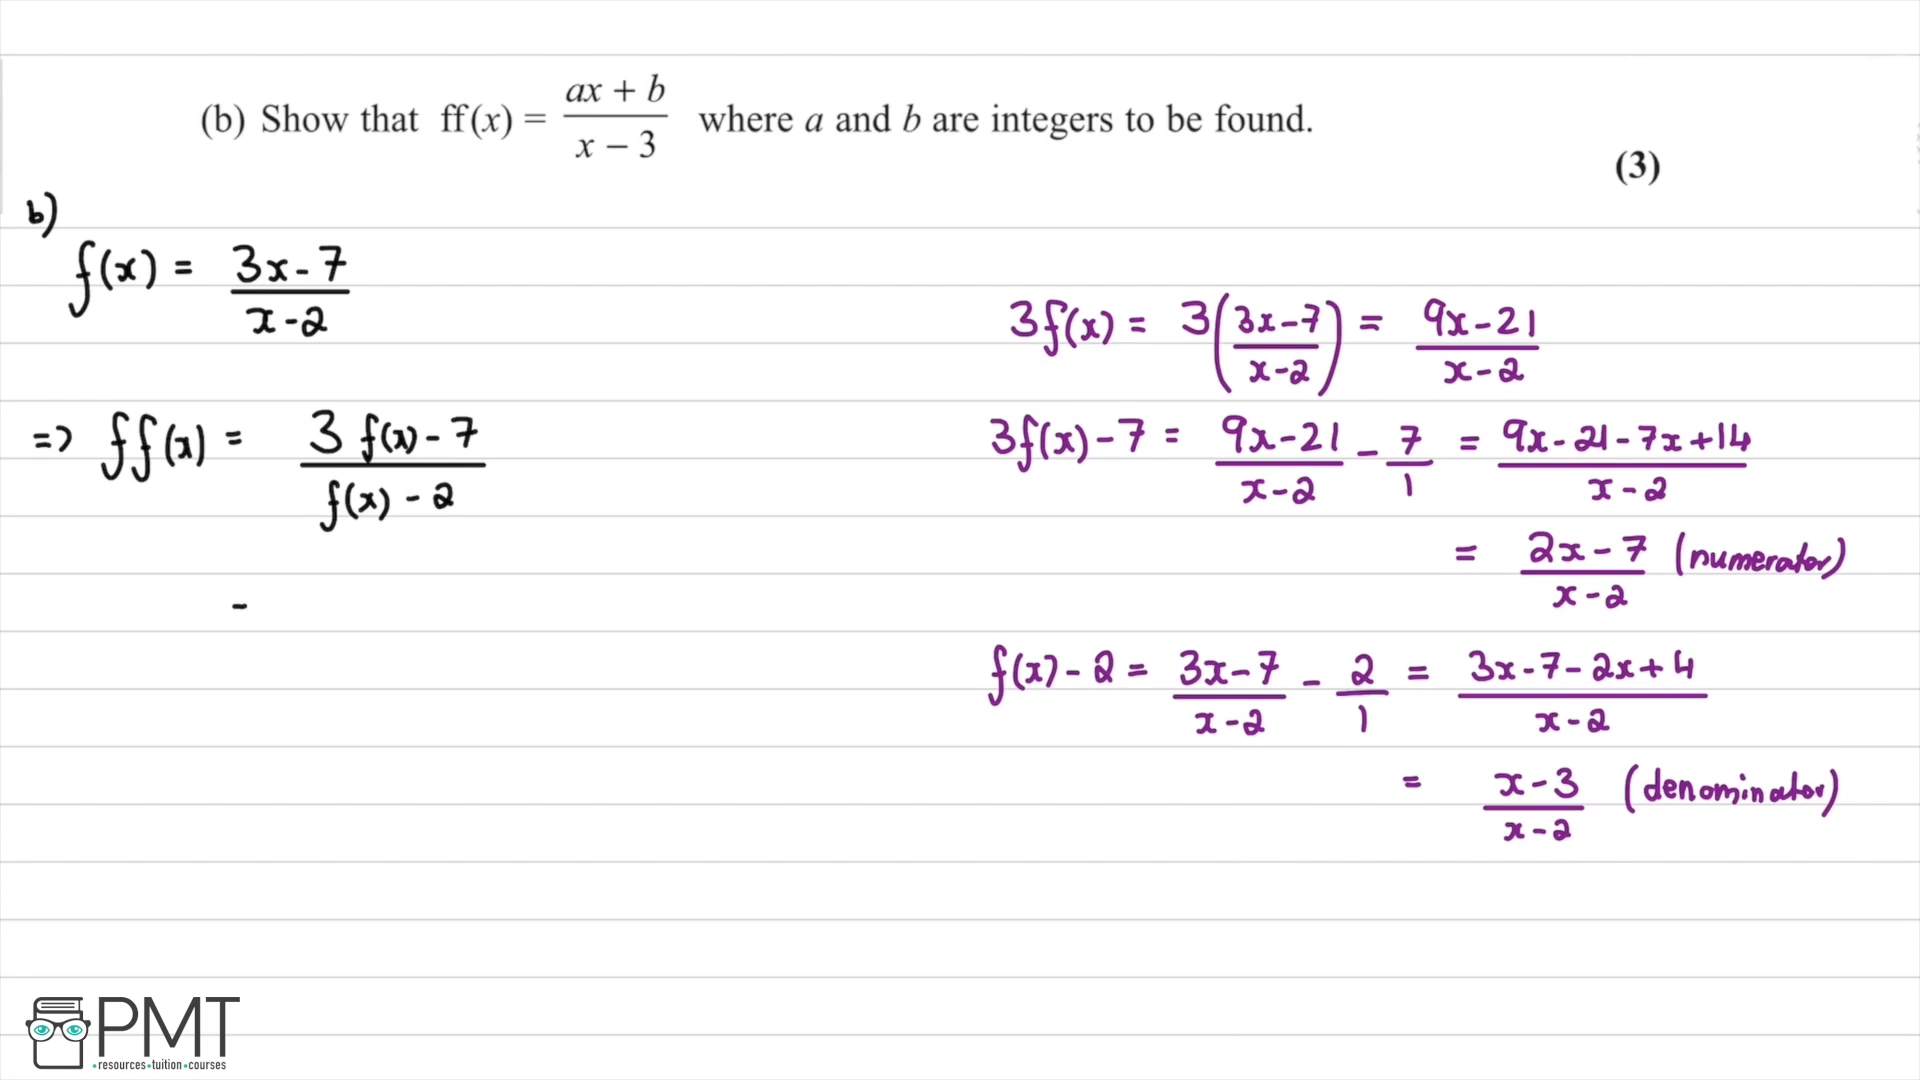 (b) Show that ff(x) = (ax + b)/(x − 3) where a and b are integers to be found.
(3)
b)
f(x) = (3x - 7)/(x - 2)
=> ff(x) = (3 f(x) - 7)/(f(x) - 2)
-
3f(x) = 3((3x - 7)/(x - 2)) = (9x - 21)/(x - 2)
3f(x) - 7 = (9x - 21)/(x - 2) - 7/1 = (9x - 21 - 7x + 14)/(x - 2)
= (2x - 7)/(x - 2) (numerator)
f(x) - 2 = (3x - 7)/(x - 2) - 2/1 = (3x - 7 - 2x + 4)/(x - 2)
= (x - 3)/(x - 2) (denominator)
PMT
•resources•tuition•courses